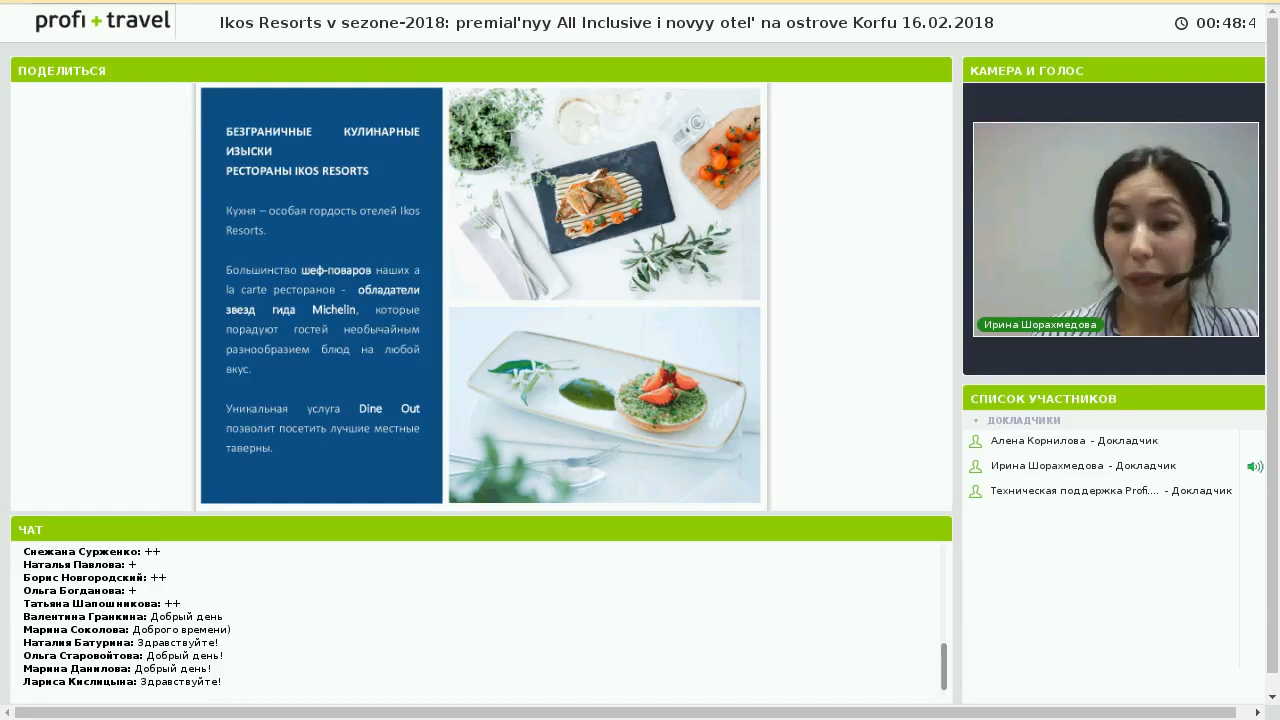 profi + travel
Ikos Resorts v sezone-2018: premial'nyy All Inclusive i novyy otel' na ostrove Korfu 16.02.2018
00:48:4
ПОДЕЛИТЬСЯ
БЕЗГРАНИЧНЫЕ КУЛИНАРНЫЕ
ИЗЫСКИ
РЕСТОРАНЫ IKOS RESORTS
Кухня – особая гордость отелей Ikos
Resorts.
Большинство шеф-поваров наших a
la carte ресторанов - обладатели
звезд гида Michelin, которые
порадуют гостей необычайным
разнообразием блюд на любой
вкус.
Уникальная услуга Dine Out
позволит посетить лучшие местные
таверны.
КАМЕРА И ГОЛОС
Ирина Шорахмедова
СПИСОК УЧАСТНИКОВ
ДОКЛАДЧИКИ
Алена Корнилова - Докладчик
Ирина Шорахмедова - Докладчик
Техническая поддержка Profi.... - Докладчик
ЧАТ
Снежана Сурженко: ++
Наталья Павлова: +
Борис Новгородский: ++
Ольга Богданова: +
Татьяна Шапошникова: ++
Валентина Гранкина: Добрый день
Марина Соколова: Доброго времени)
Наталия Батурина: Здравствуйте!
Ольга Старовойтова: Добрый день!
Марина Данилова: Добрый день!
Лариса Кислицына: Здравствуйте!